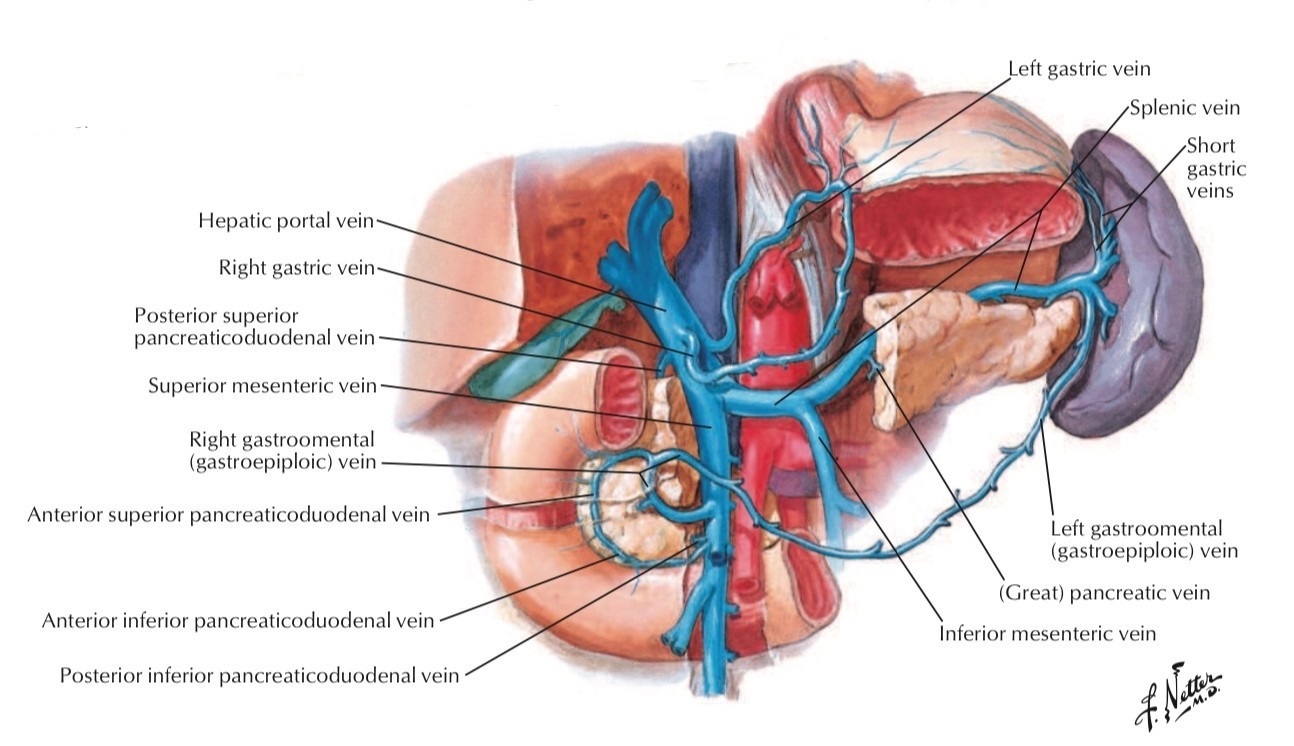 Left gastric vein
Splenic vein
Short
gastric
veins
Hepatic portal vein
Right gastric vein
Posterior superior
pancreaticoduodenal vein
Superior mesenteric vein
Right gastroomental
(gastroepiploic) vein
Anterior superior pancreaticoduodenal vein
Left gastroomental
(gastroepiploic) vein
(Great) pancreatic vein
Anterior inferior pancreaticoduodenal vein
Inferior mesenteric vein
Posterior inferior pancreaticoduodenal vein
F. Netter
M.D.